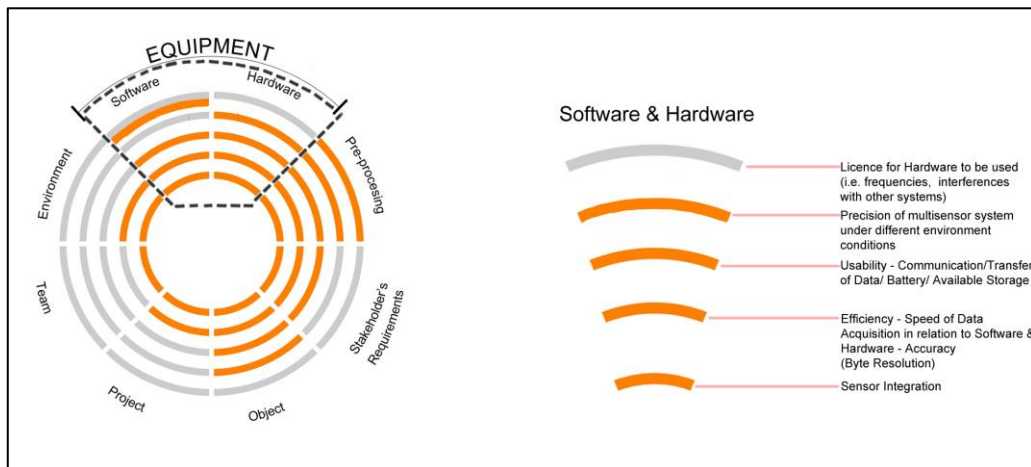 EQUIPMENT
Software
Hardware
Environment
Pre-procesing
Team
Stakeholder's
Requirements
Project
Object
Software & Hardware
Licence for Hardware to be used
(i.e. frequencies, interferences
with other systems)
Precision of multisensor system
under different environment
conditions
Usability - Communication/Transfer
of Data/ Battery/ Available Storage
Efficiency - Speed of Data
Acquisition in relation to Software &
Hardware - Accuracy
(Byte Resolution)
Sensor Integration